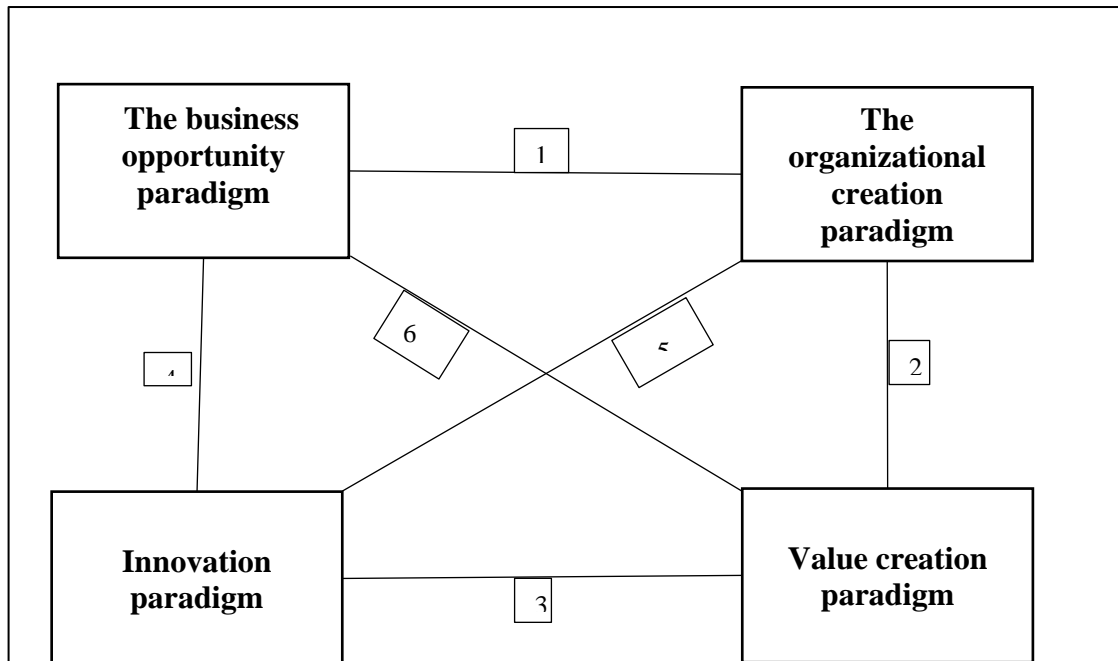 The business
opportunity
paradigm
1
The
organizational
creation
paradigm
6
2
Innovation
paradigm
3
Value creation
paradigm